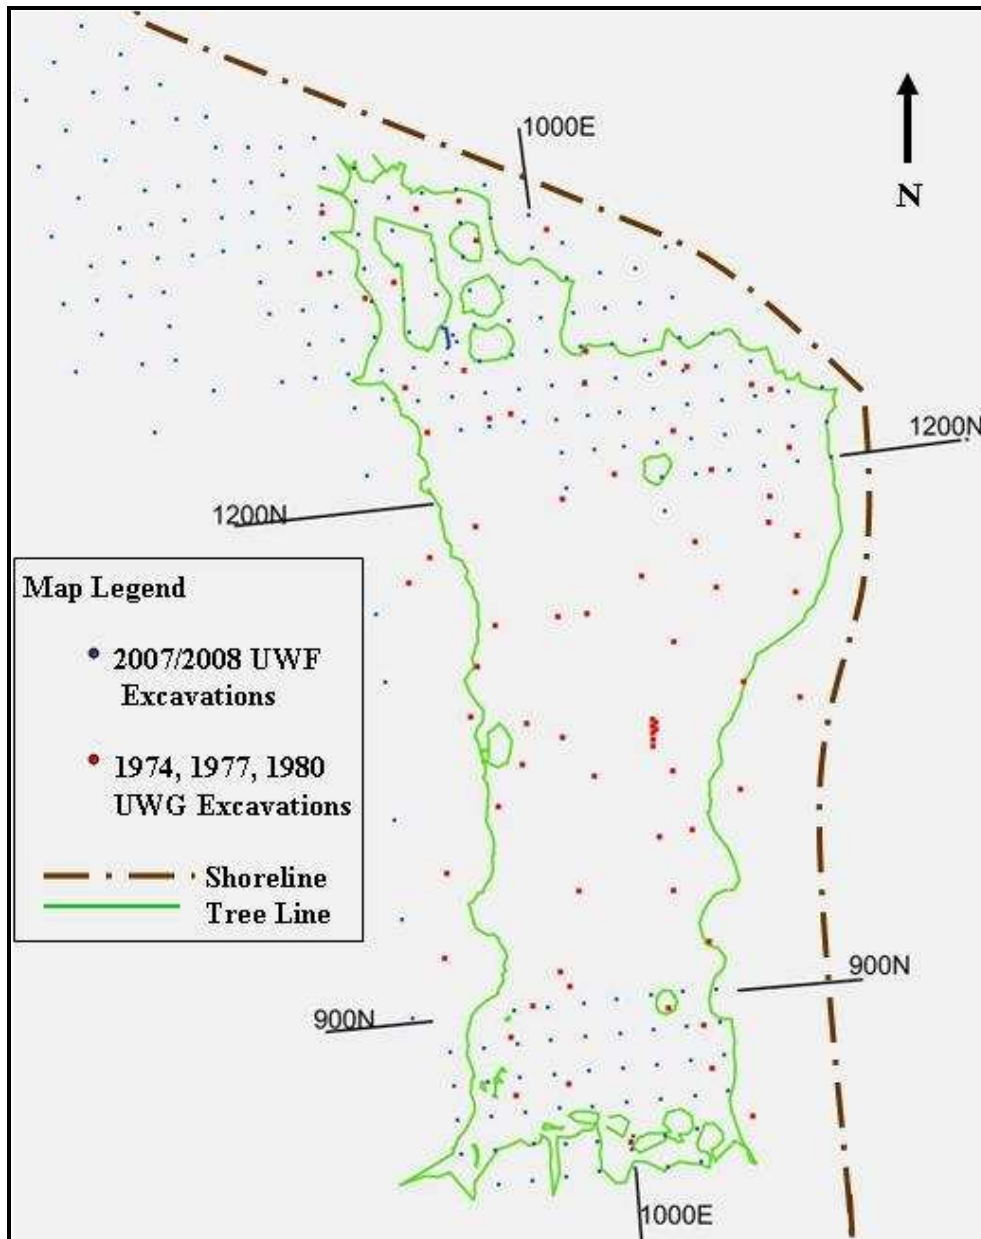 1000E
N
1200N
1200N
Map Legend
2007/2008 UWF
Excavations
1974, 1977, 1980
UWG Excavations
Shoreline
Tree Line
900N
900N
1000E